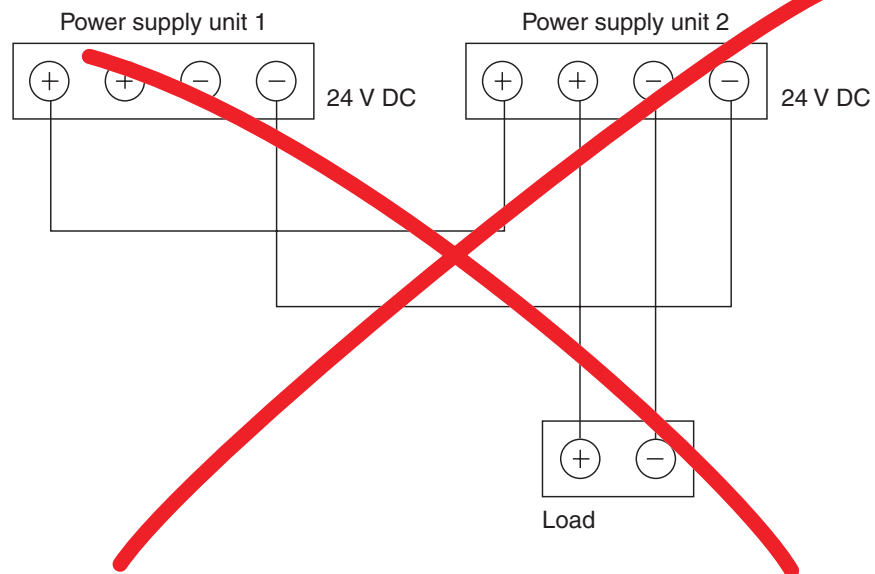 Power supply unit 1
Power supply unit 2
+ + − −
24 V DC
+ + − −
24 V DC
+ −
Load